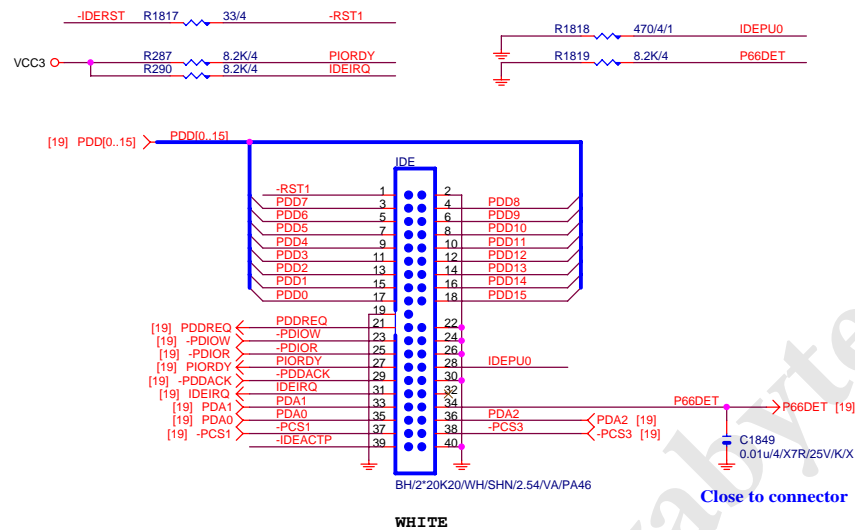 -IDERST R1817 33/4 -RST1
R1818 470/4/1 IDEPU0
VCC3 R287 8.2K/4 PIORDY
R290 8.2K/4 IDEIRQ
R1819 8.2K/4 P66DET
[19] PDD[0..15] PDD[0..15]
IDE
-RST1 1 2
PDD7 3 4 PDD8
PDD6 5 6 PDD9
PDD5 7 8 PDD10
PDD4 9 10 PDD11
PDD3 11 12 PDD12
PDD2 13 14 PDD13
PDD1 15 16 PDD14
PDD0 17 18 PDD15
19
[19] PDDREQ PDDREQ 21 22
[19] -PDIOW -PDIOW 23 24
[19] -PDIOR -PDIOR 25 26
[19] PIORDY PIORDY 27 28 IDEPU0
[19] -PDDACK -PDDACK 29 30
[19] IDEIRQ IDEIRQ 31 32
[19] PDA1 PDA1 33 34 P66DET P66DET [19]
[19] PDA0 PDA0 35 36 PDA2 PDA2 [19]
[19] -PCS1 -PCS1 37 38 -PCS3 -PCS3 [19]
-IDEACTP 39 40
C1849
0.01u/4/X7R/25V/K/X
BH/2*20K20/WH/SHN/2.54/VA/PA46
Close to connector
WHITE